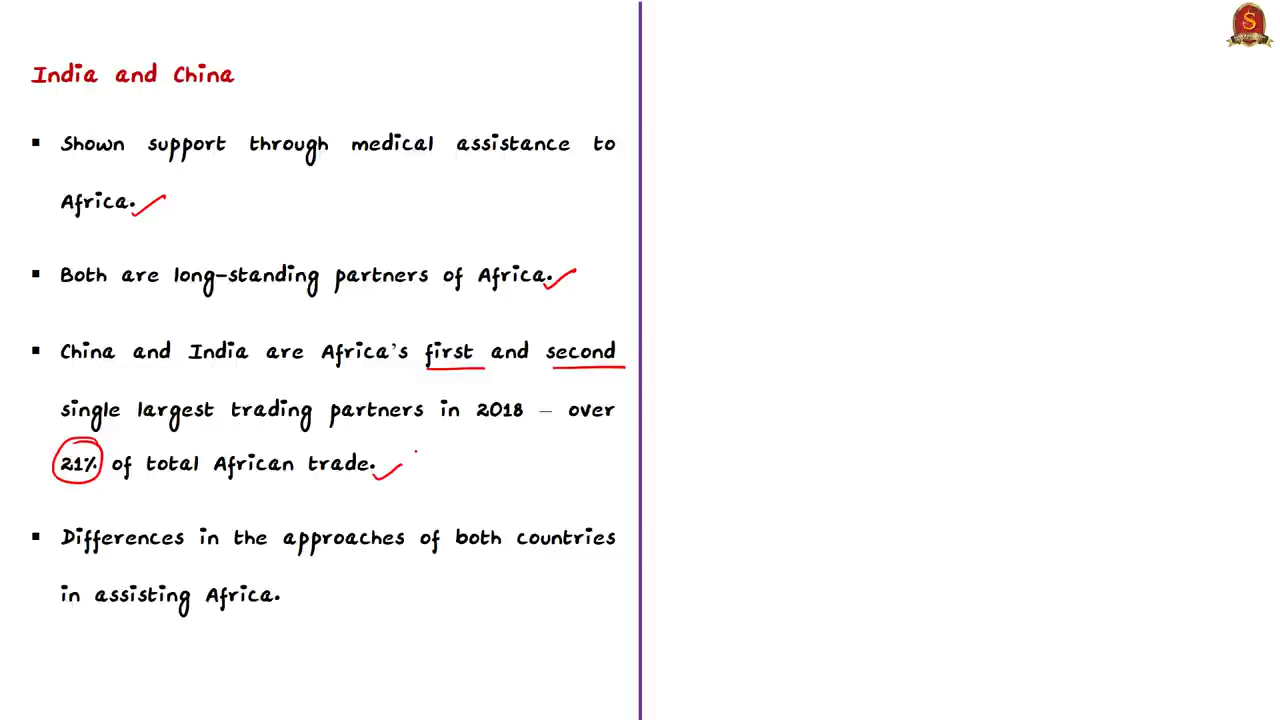 India and China
▪ Shown support through medical assistance to
Africa.
▪ Both are long-standing partners of Africa.
▪ China and India are Africa's first and second
single largest trading partners in 2018 – over
21% of total African trade.
▪ Differences in the approaches of both countries
in assisting Africa.